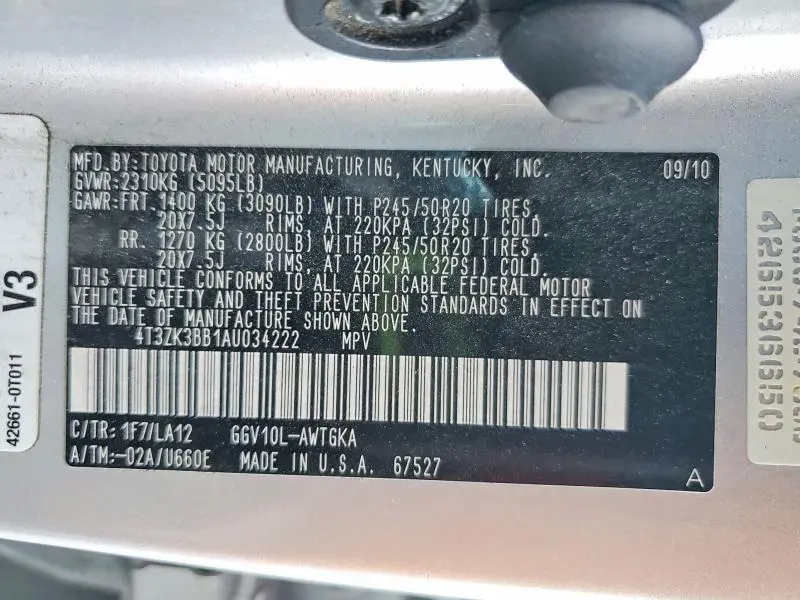 MFD.BY:TOYOTA MOTOR MANUFACTURING, KENTUCKY, INC. 09/10
GVWR:2310KG (5095LB)
GAWR:FRT. 1400 KG (3090LB) WITH P245/50R20 TIRES,
20X7.5J RIMS, AT 220KPA (32PSI) COLD.
RR. 1270 KG (2800LB) WITH P245/50R20 TIRES,
20X7.5J RIMS, AT 220KPA (32PSI) COLD.
THIS VEHICLE CONFORMS TO ALL APPLICABLE FEDERAL MOTOR
VEHICLE SAFETY AND THEFT PREVENTION STANDARDS IN EFFECT ON
THE DATE OF MANUFACTURE SHOWN ABOVE.
4T3ZK3BB1AU034222 MPV
C/TR: 1F7/LA12 GGV10L-AWTGKA
A/TM:-02A/U660E MADE IN U.S.A. 67527
A
V3
42661-0T011
4266536650